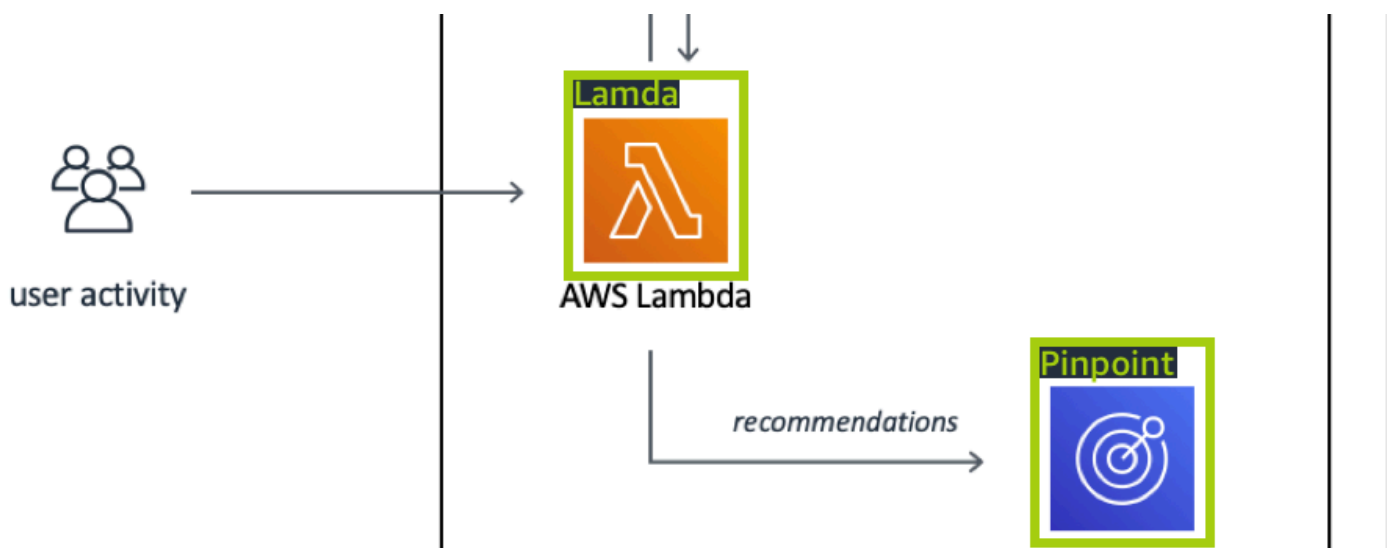 Lamda
user activity
AWS Lambda
Pinpoint
recommendations